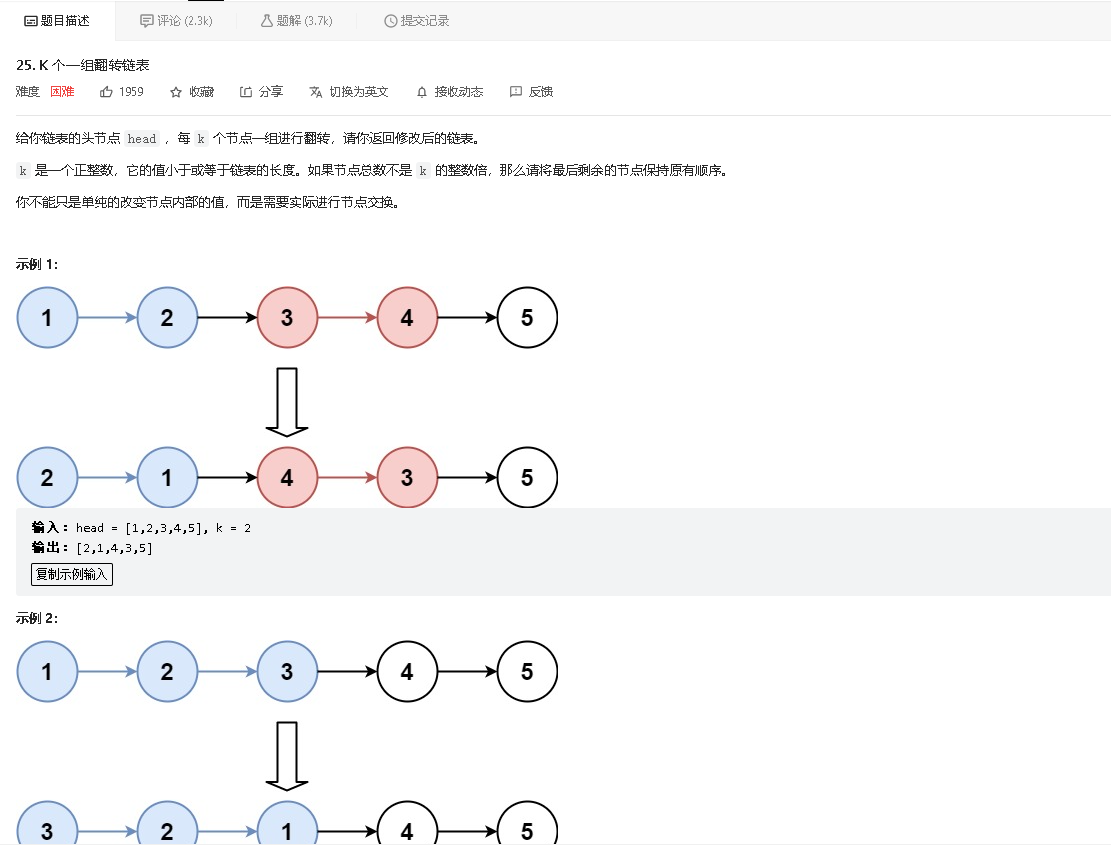 题目描述 评论 (2.3k) 题解 (3.7k) 提交记录
25. K 个一组翻转链表
难度 困难 1959 收藏 分享 切换为英文 接收动态 反馈
给你链表的头节点 head ，每 k 个节点一组进行翻转，请你返回修改后的链表。
k 是一个正整数，它的值小于或等于链表的长度。如果节点总数不是 k 的整数倍，那么请将最后剩余的节点保持原有顺序。
你不能只是单纯的改变节点内部的值，而是需要实际进行节点交换。
示例 1：
1 2 3 4 5
2 1 4 3 5
输入：head = [1,2,3,4,5], k = 2
输出：[2,1,4,3,5]
复制示例输入
示例 2：
1 2 3 4 5
3 2 1 4 5